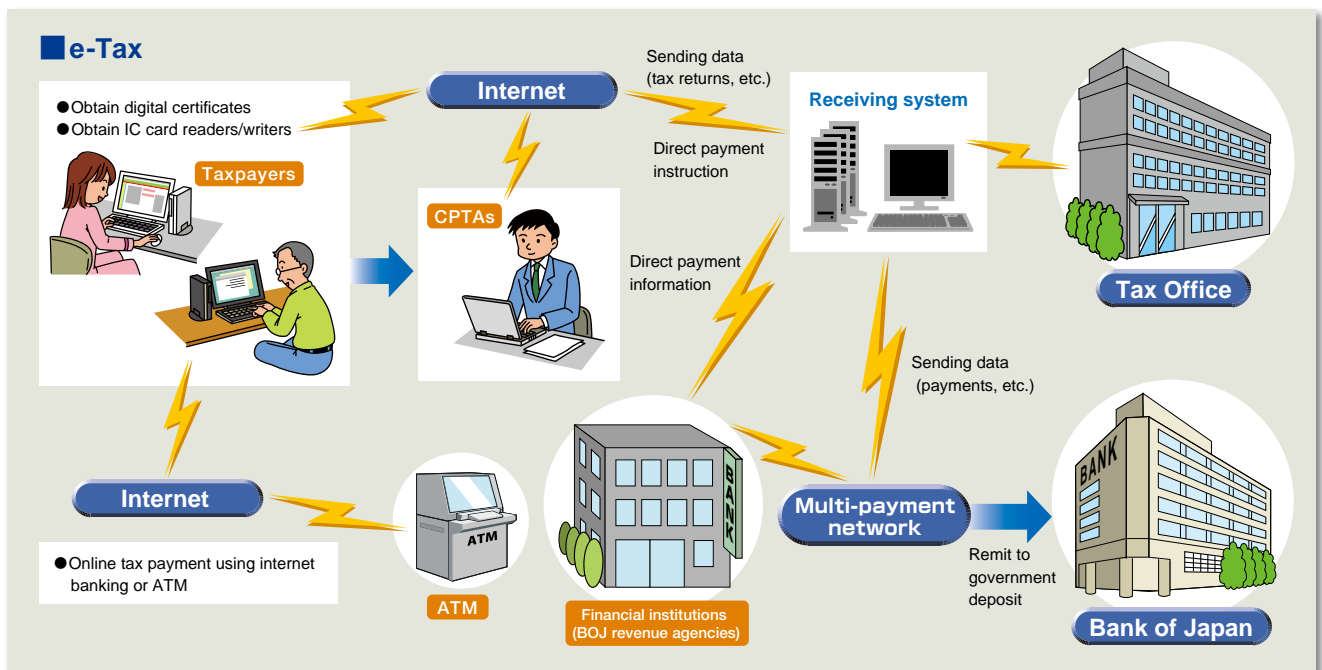 ■e-Tax
●Obtain digital certificates
●Obtain IC card readers/writers
Taxpayers
Internet
Sending data
(tax returns, etc.)
Direct payment
instruction
Receiving system
Tax Office
CPTAs
Direct payment
information
Sending data
(payments, etc.)
Internet
●Online tax payment using internet
banking or ATM
ATM
ATM
BANK
Financial institutions
(BOJ revenue agencies)
Multi-payment
network
Remit to
government
deposit
BANK
Bank of Japan